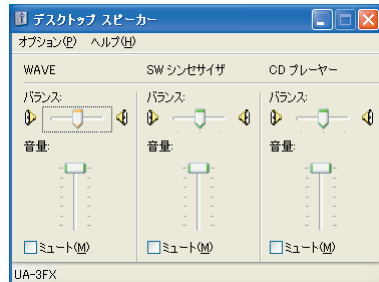 デスクトップ スピーカー
オプション(P) ヘルプ(H)
WAVE
バランス:
音量:
ミュート(M)
SW シンセサイザ
バランス:
音量:
ミュート(M)
CD プレーヤー
バランス:
音量:
ミュート(M)
UA-3FX